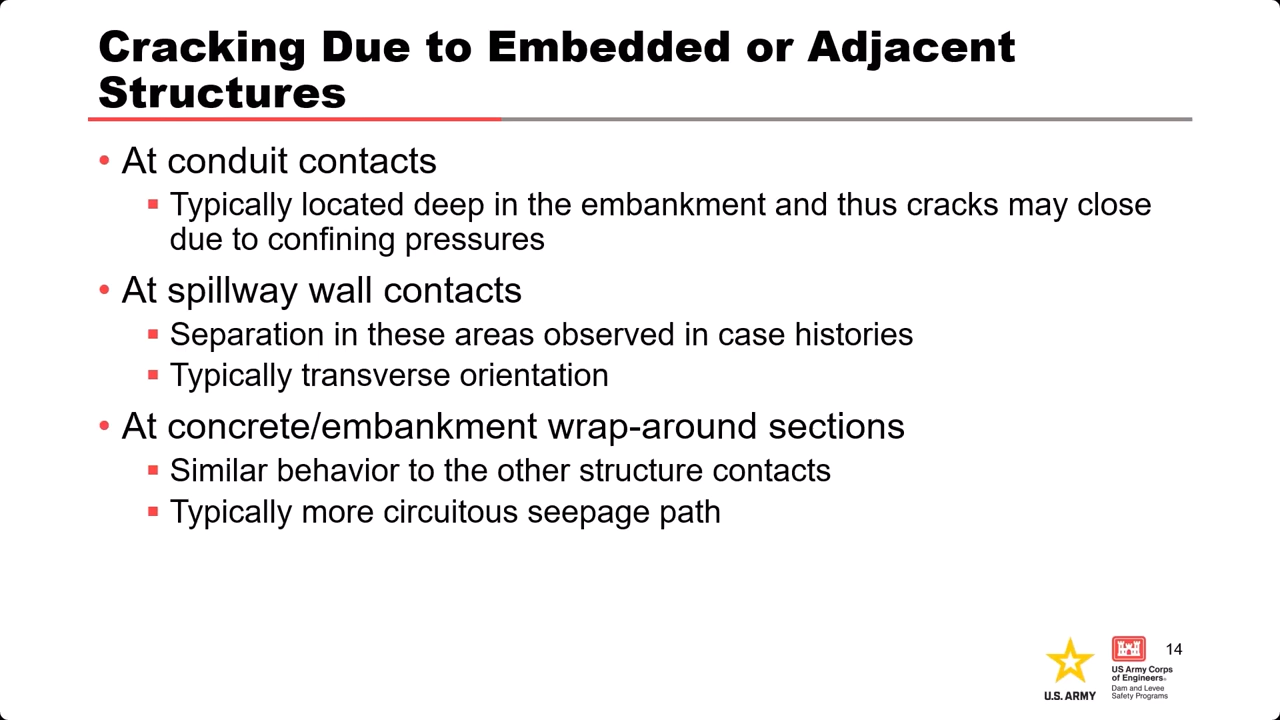 Cracking Due to Embedded or Adjacent
Structures
• At conduit contacts
▪ Typically located deep in the embankment and thus cracks may close
due to confining pressures
• At spillway wall contacts
▪ Separation in these areas observed in case histories
▪ Typically transverse orientation
• At concrete/embankment wrap-around sections
▪ Similar behavior to the other structure contacts
▪ Typically more circuitous seepage path
U.S. ARMY
US Army Corps
of Engineers®
Dam and Levee
Safety Programs
14